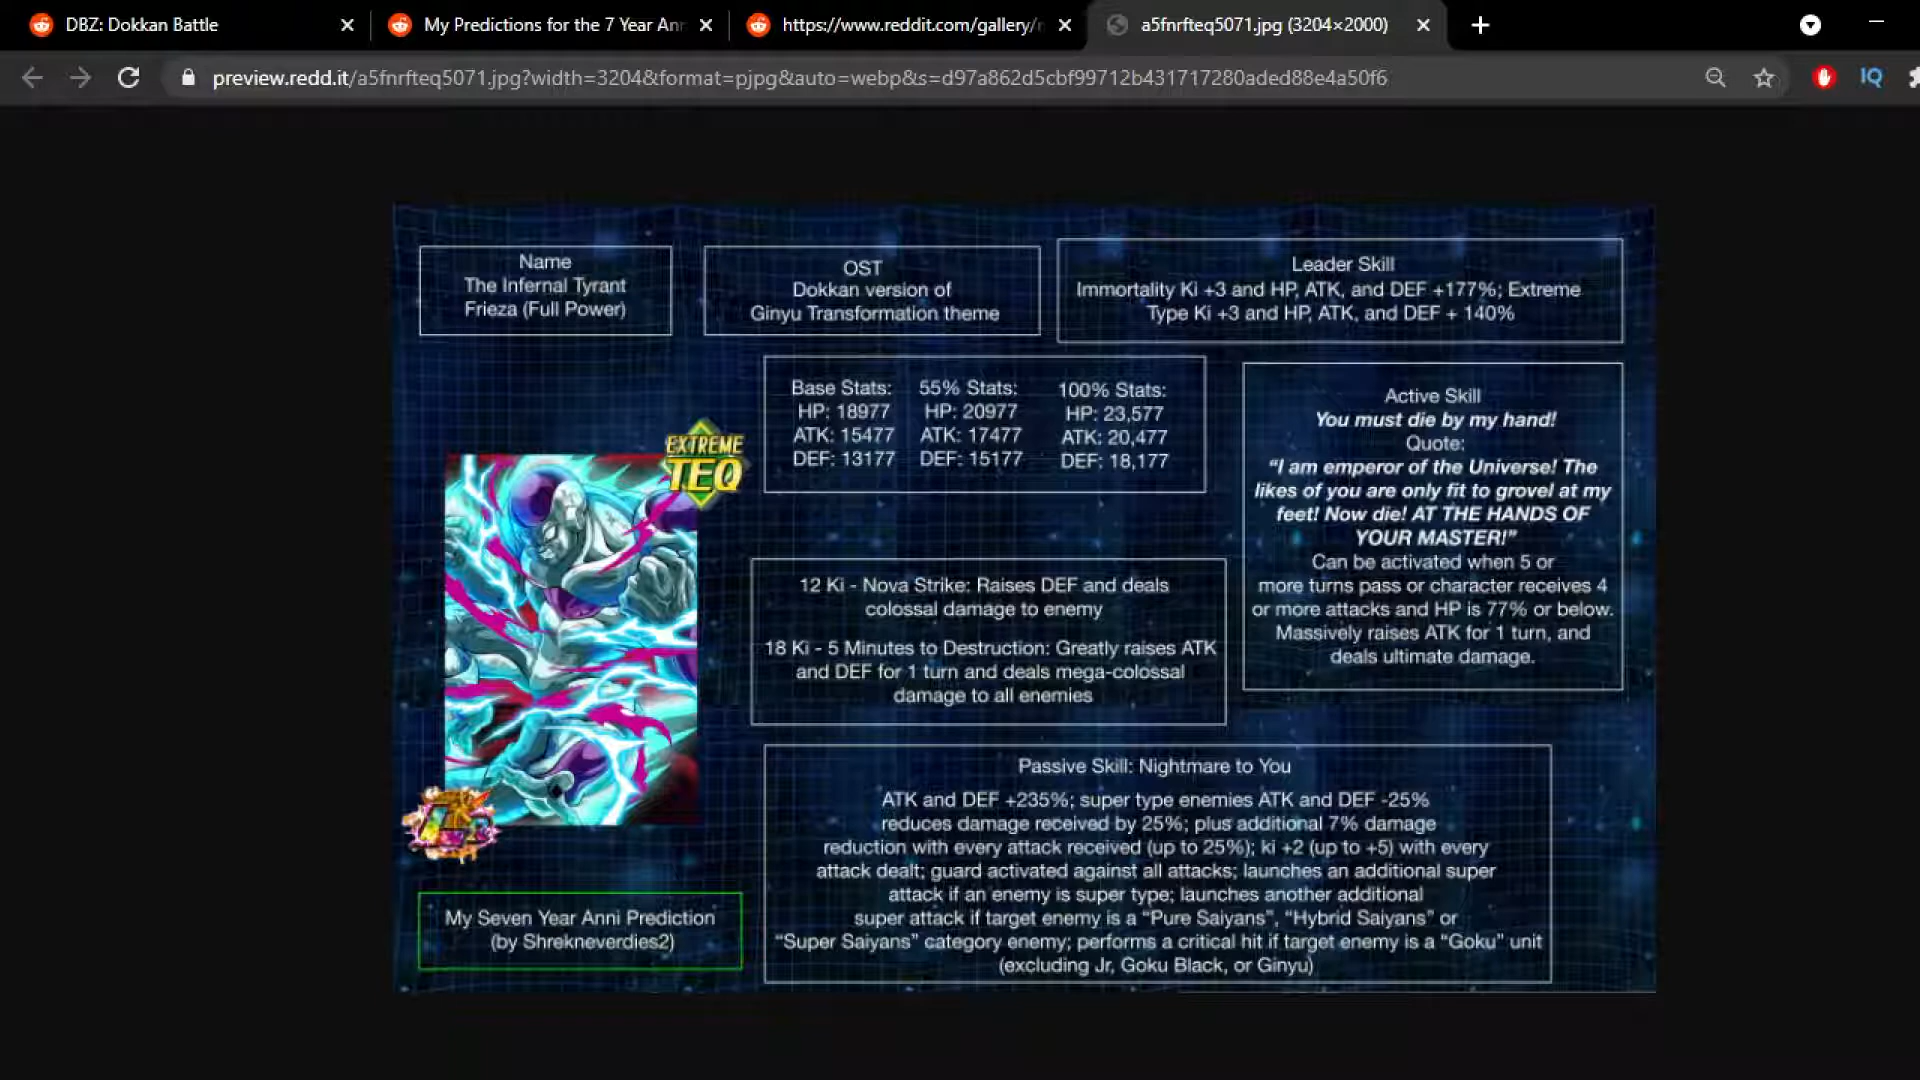 DBZ: Dokkan Battle
My Predictions for the 7 Year Ann
https://www.reddit.com/gallery/r
a5fnrfteq5071.jpg (3204×2000)
preview.redd.it/a5fnrfteq5071.jpg?width=3204&format=pjpg&auto=webp&s=d97a862d5cbf99712b431717280aded88e4a50f6
IQ
Name
The Infernal Tyrant
Frieza (Full Power)
OST
Dokkan version of
Ginyu Transformation theme
Leader Skill
Immortality Ki +3 and HP, ATK, and DEF +177%; Extreme
Type Ki +3 and HP, ATK, and DEF + 140%
Base Stats:
HP: 18977
ATK: 15477
DEF: 13177
55% Stats:
HP: 20977
ATK: 17477
DEF: 15177
100% Stats:
HP: 23,577
ATK: 20,477
DEF: 18,177
Active Skill
You must die by my hand!
Quote:
“I am emperor of the Universe! The
likes of you are only fit to grovel at my
feet! Now die! AT THE HANDS OF
YOUR MASTER!”
Can be activated when 5 or
more turns pass or character receives 4
or more attacks and HP is 77% or below.
Massively raises ATK for 1 turn, and
deals ultimate damage.
EXTREME
TEQ
12 Ki - Nova Strike: Raises DEF and deals
colossal damage to enemy
18 Ki - 5 Minutes to Destruction: Greatly raises ATK
and DEF for 1 turn and deals mega-colossal
damage to all enemies
Passive Skill: Nightmare to You
ATK and DEF +235%; super type enemies ATK and DEF -25%
reduces damage received by 25%; plus additional 7% damage
reduction with every attack received (up to 25%); ki +2 (up to +5) with every
attack dealt; guard activated against all attacks; launches an additional super
attack if an enemy is super type; launches another additional
super attack if target enemy is a “Pure Saiyans”, “Hybrid Saiyans” or
“Super Saiyans” category enemy; performs a critical hit if target enemy is a “Goku” unit
(excluding Jr, Goku Black, or Ginyu)
My Seven Year Anni Prediction
(by Shrekneverdies2)